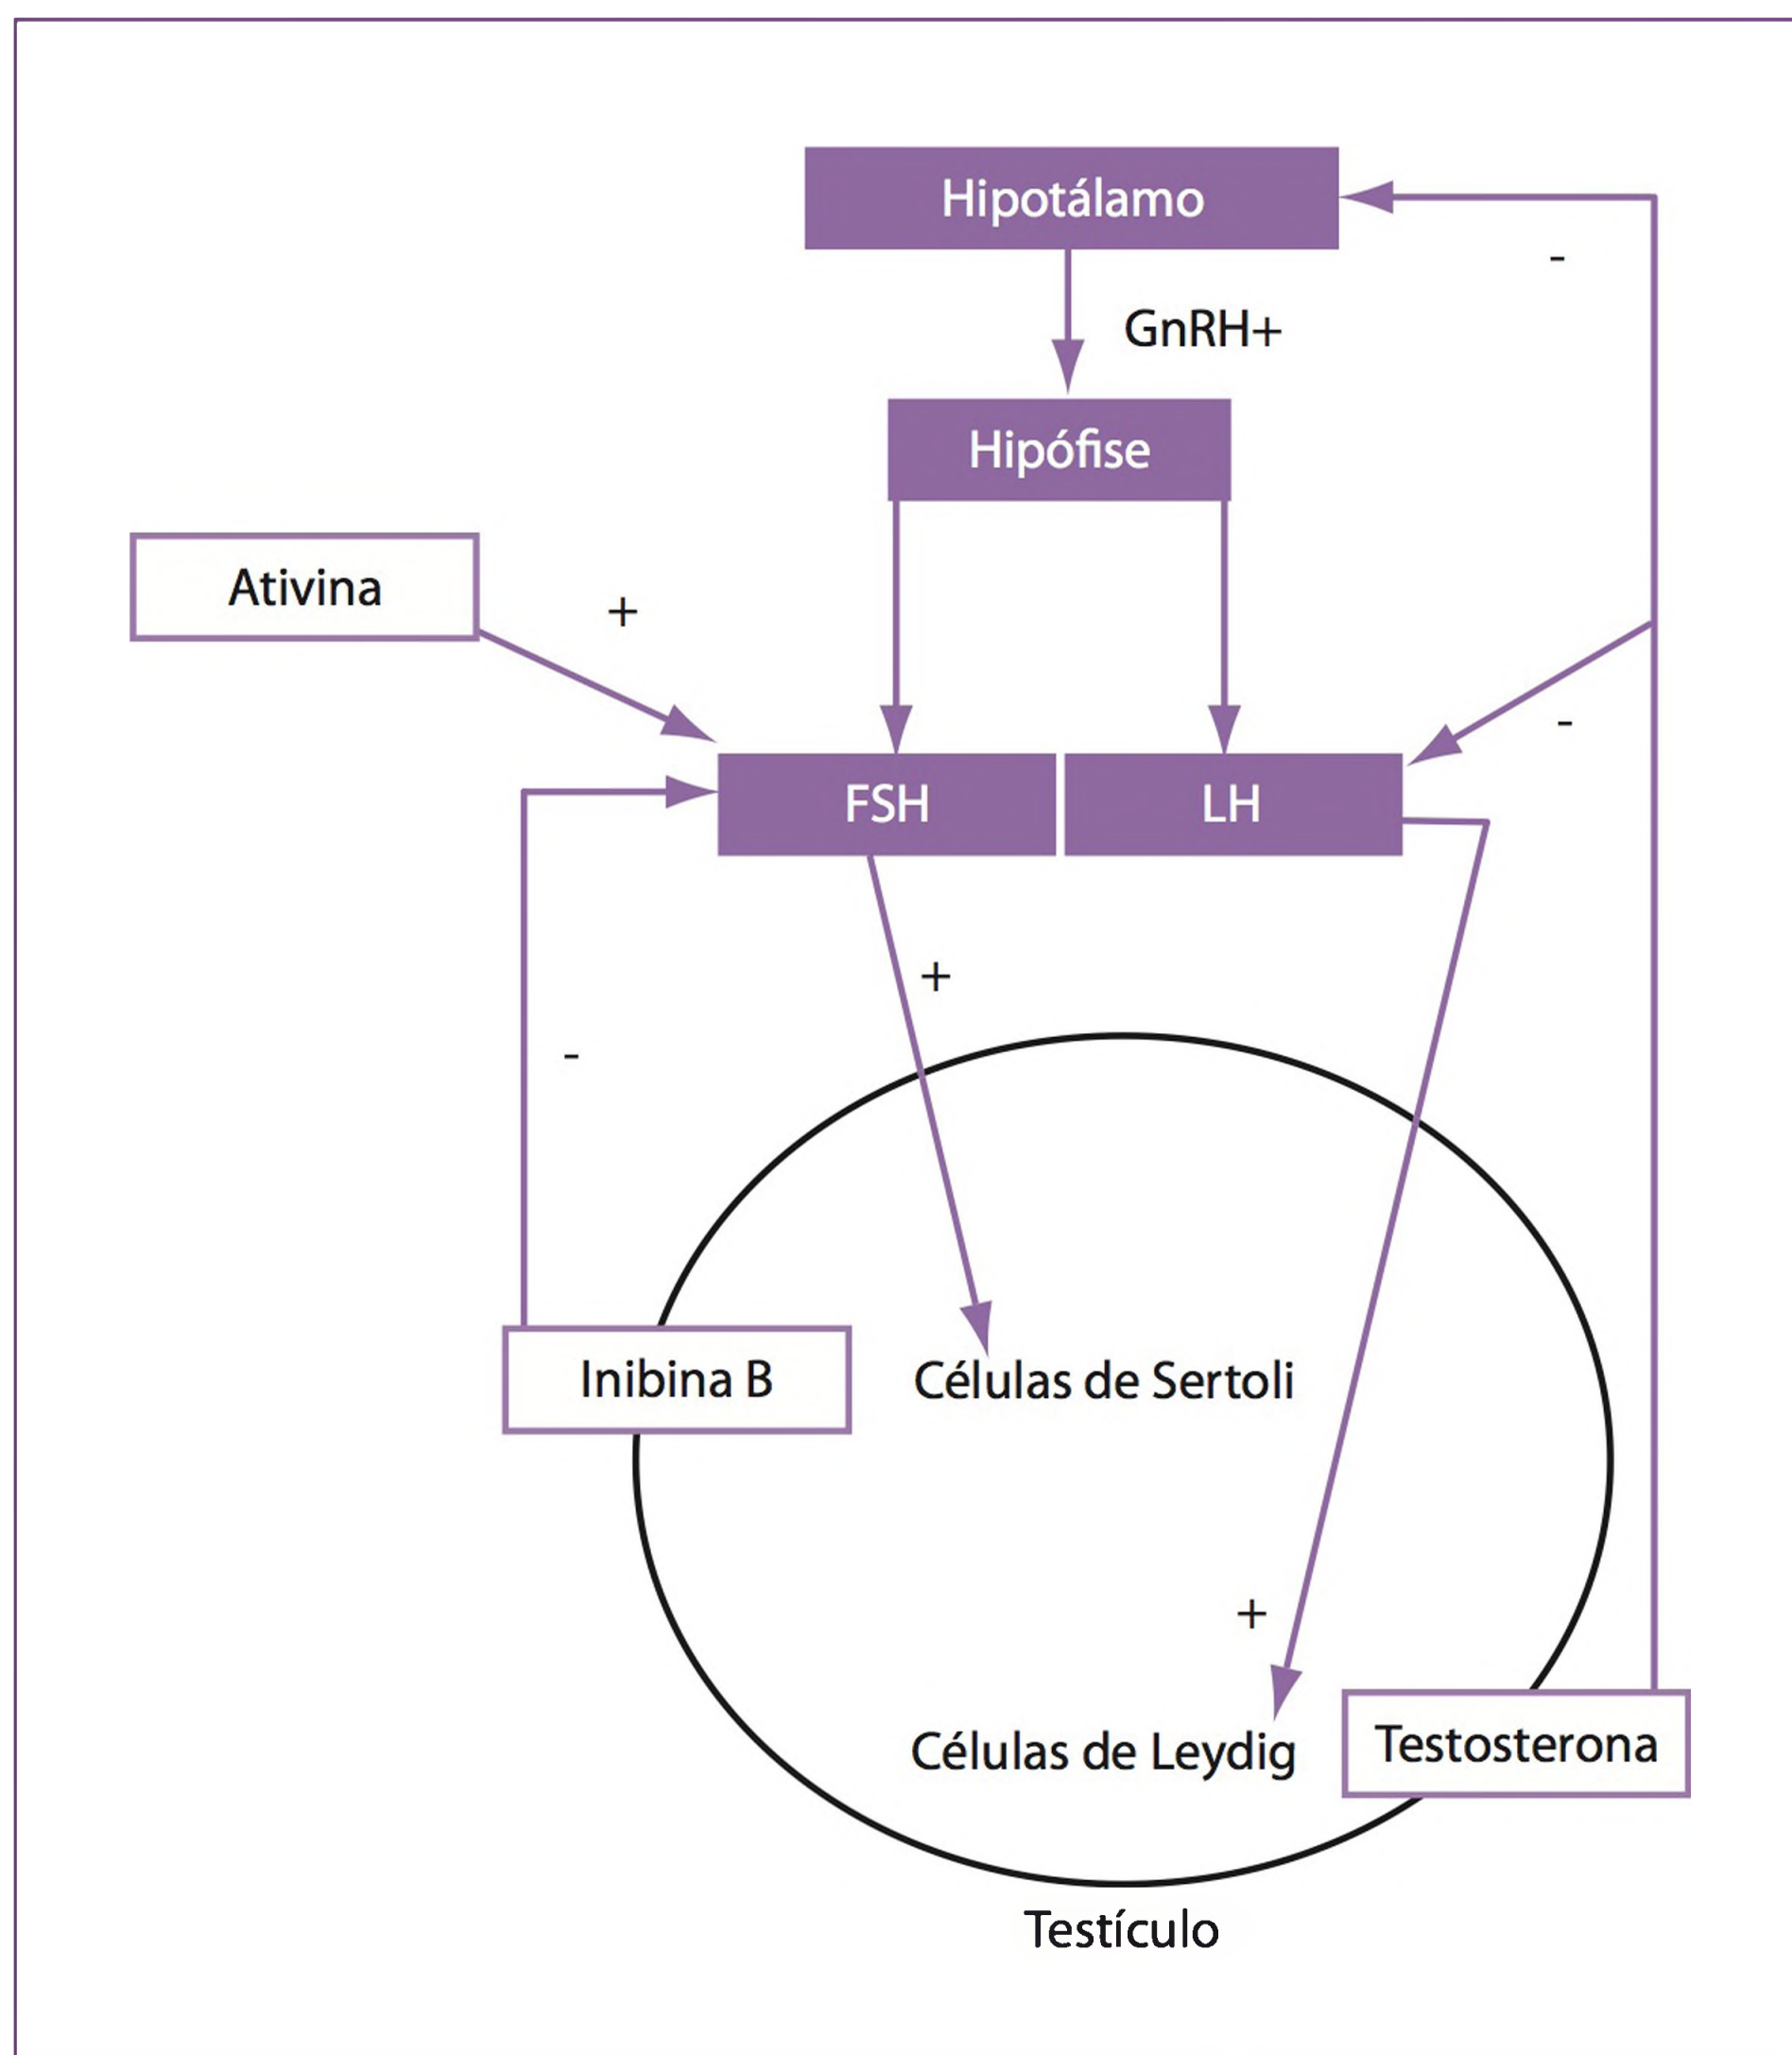 Hipotálamo
-
GnRH+
Hipófise
Ativina
+
-
FSH
LH
+
-
Inibina B
Células de Sertoli
+
Células de Leydig
Testosterona
Testículo